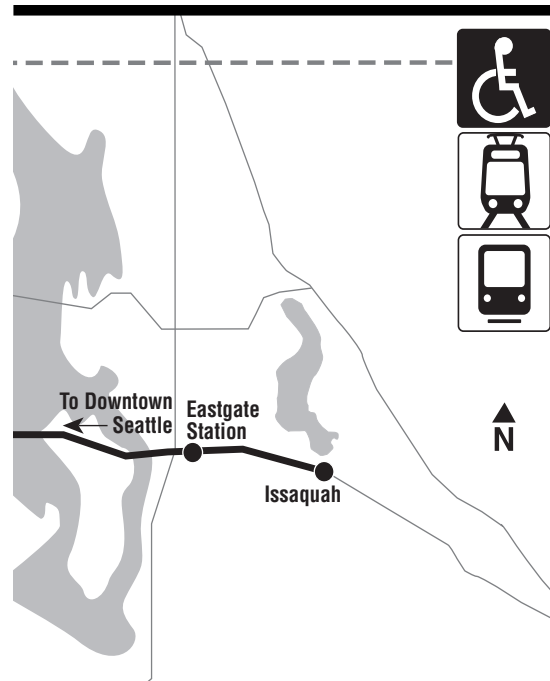 To Downtown
Seattle
Eastgate
Station
Issaquah
N